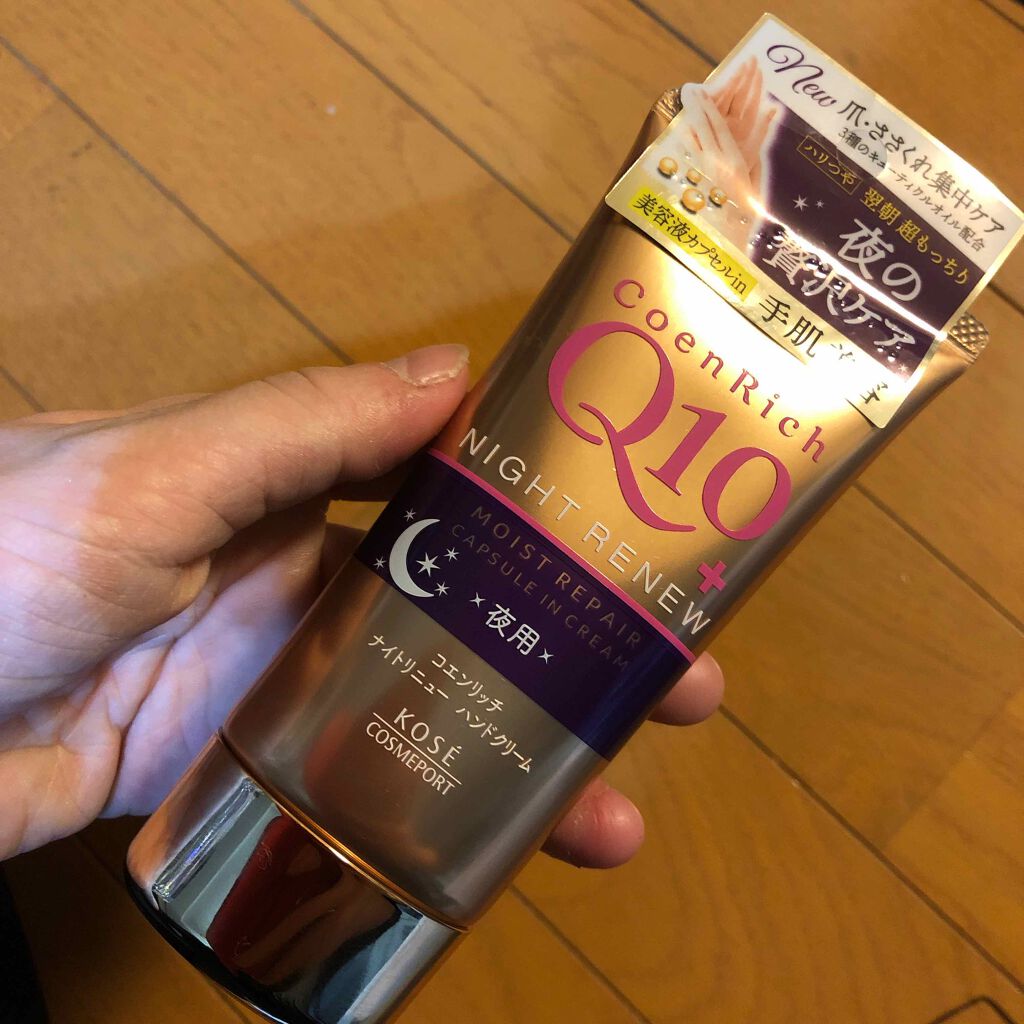 New
爪・ささくれ集中ケア
3種のキューティクルオイル配合
ハリつや 翌朝超もっちり
夜の
贅沢ケア
美容液カプセルin
手肌
CoenRich
Q10
NIGHT RENEW
+
MOIST REPAIR
CAPSULE IN CREAM
夜用
コエンリッチ
ナイトリニュー ハンドクリーム
KOSÉ
COSMEPORT